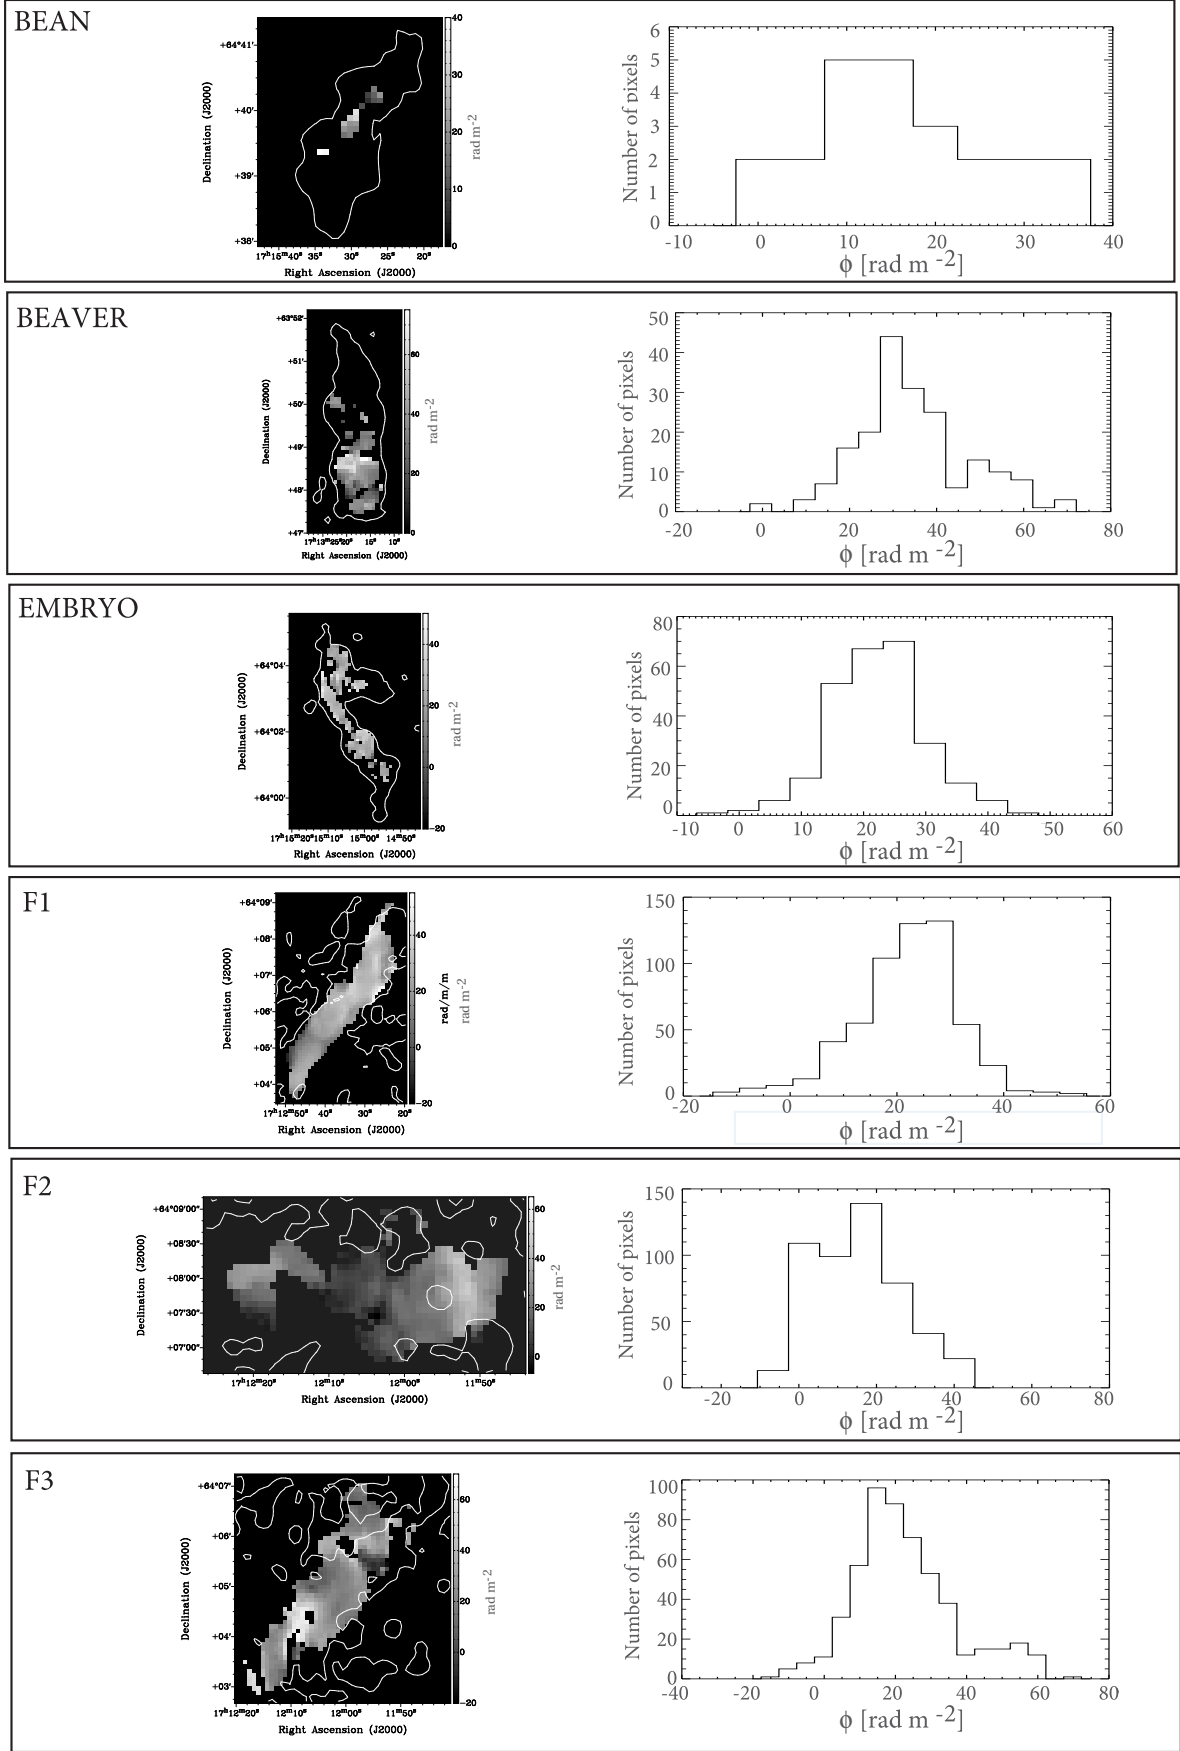 BEAN
+64°41′
+40′
+39′
+38′
Declination (J2000)
17ʰ15ᵐ40ˢ 35ˢ 30ˢ 25ˢ 20ˢ
Right Ascension (J2000)
40
30
20
10
0
rad m-2
Number of pixels
6
5
4
3
2
1
0
-10 0 10 20 30 40
ϕ [rad m -2]
BEAVER
+63°52′
+51′
+50′
+49′
+48′
+47′
Declination (J2000)
17ʰ13ᵐ25ˢ20ˢ 15ˢ 10ˢ
Right Ascension (J2000)
60
40
20
0
rad m-2
Number of pixels
50
40
30
20
10
0
-20 0 20 40 60 80
ϕ [rad m -2]
EMBRYO
+64°04′
+64°02′
+64°00′
Declination (J2000)
17ʰ15ᵐ20ˢ15ᵐ10ˢ 15ᵐ00ˢ 14ᵐ50ˢ
Right Ascension (J2000)
40
20
0
-20
rad m-2
Number of pixels
80
60
40
20
0
-10 0 10 20 30 40 50 60
ϕ [rad m -2]
F1
+64°09′
+08′
+07′
+06′
+05′
+04′
Declination (J2000)
17ʰ12ᵐ50ˢ 40ˢ 30ˢ 20ˢ
Right Ascension (J2000)
40
20
0
-20
rad/m/m
rad m-2
Number of pixels
150
100
50
0
-20 0 20 40 60
ϕ [rad m -2]
F2
+64°09′00″
+08′30″
+08′00″
+07′30″
+07′00″
Declination (J2000)
17ʰ12ᵐ20ˢ 12ᵐ10ˢ 12ᵐ00ˢ 11ᵐ50ˢ
Right Ascension (J2000)
60
40
20
0
rad m-2
Number of pixels
150
100
50
0
-20 0 20 40 60 80
ϕ [rad m -2]
F3
+64°07′
+06′
+05′
+04′
+03′
Declination (J2000)
17ʰ12ᵐ20ˢ 12ᵐ10ˢ 12ᵐ00ˢ 11ᵐ50ˢ
Right Ascension (J2000)
60
40
20
0
-20
rad m-2
Number of pixels
100
80
60
40
20
0
-40 -20 0 20 40 60 80
ϕ [rad m -2]